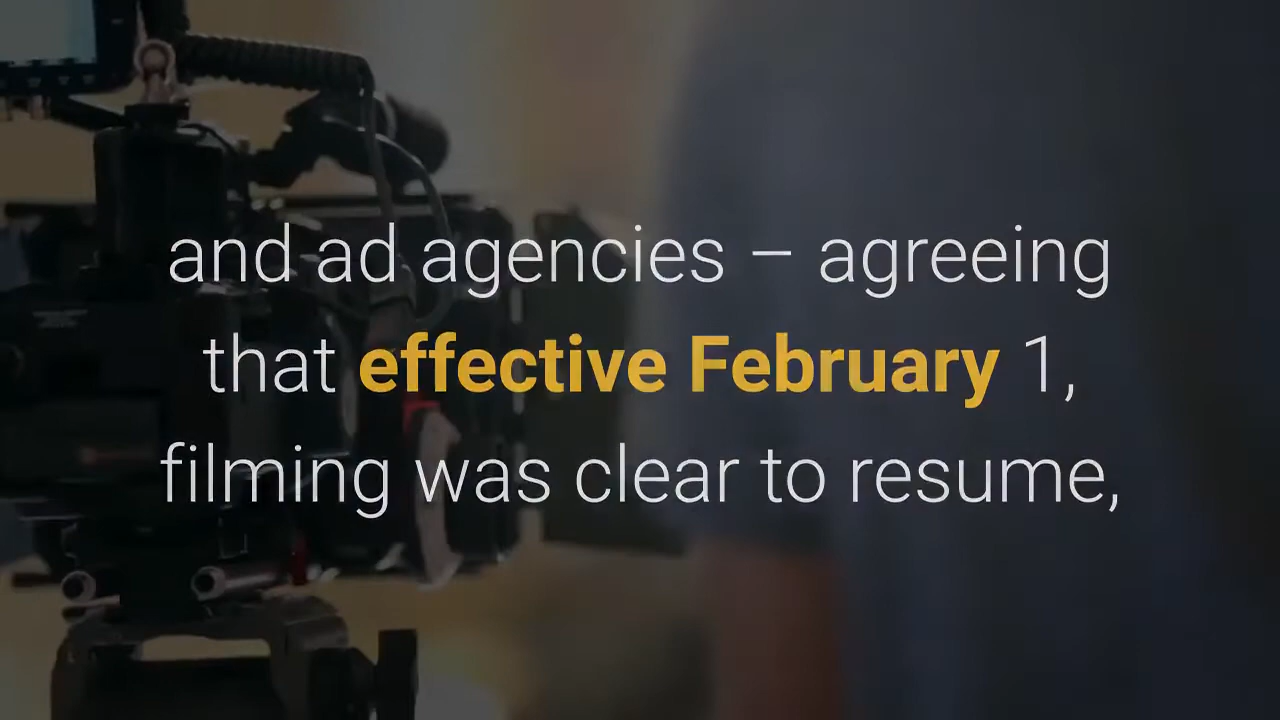 and ad agencies – agreeing
that effective February 1,
filming was clear to resume,